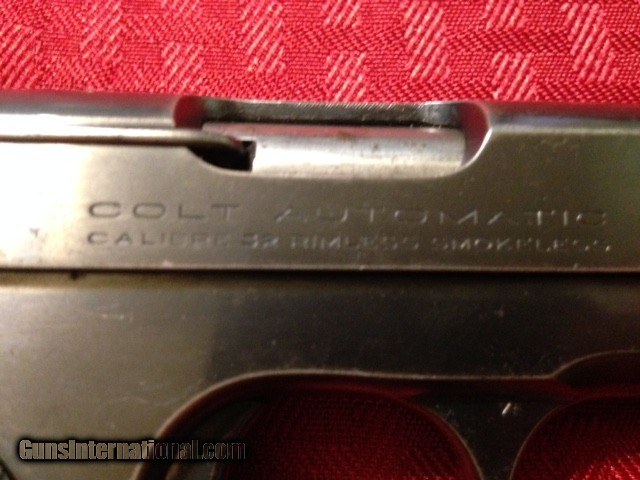 COLT AUTOMATIC
CALIBRE 32 RIMLESS SMOKELESS
GunsInternational.com